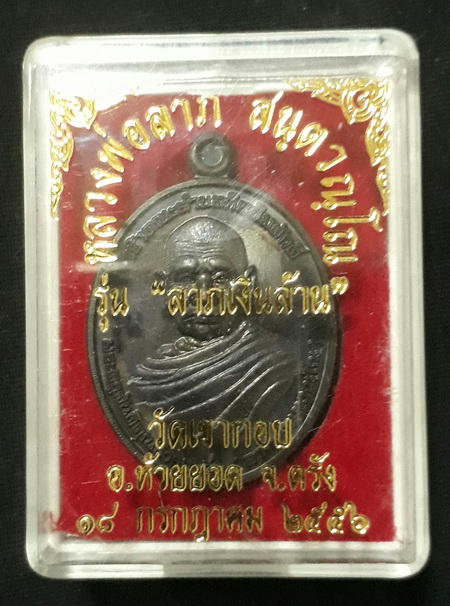 หลวงพ่อลาภ สนฺตวณฺโณ
รุ่น "ลาภเงินล้าน"
วัดเขากอบ
อ.ห้วยยอด จ.ตรัง
๑๘ กรกฎาคม ๒๕๕๖